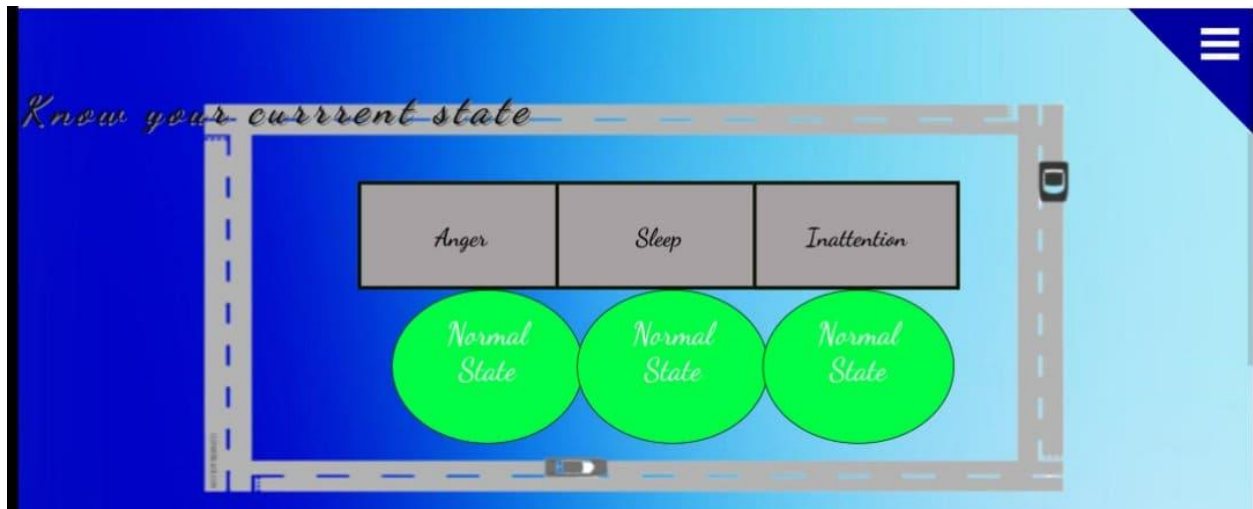 Know your currrent state
Anger Sleep Inattention
Normal Normal Normal
State State State